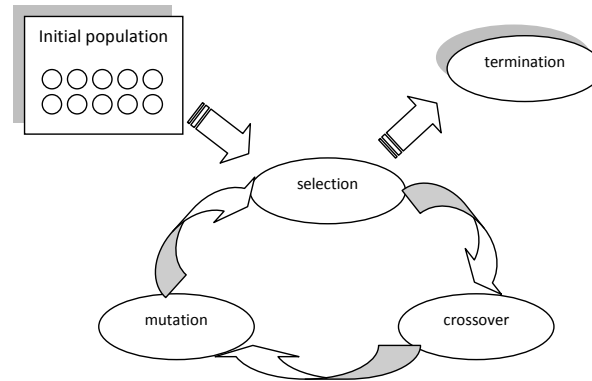 Initial population
termination
selection
mutation
crossover